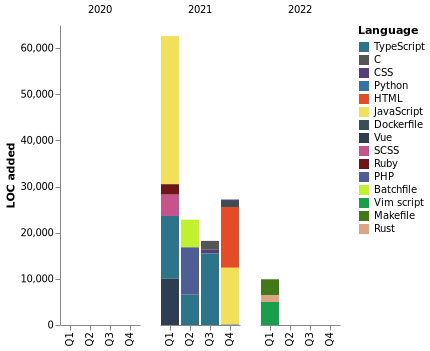 2020 2021 2022
LOC added
60,000
50,000
40,000
30,000
20,000
10,000
0
Q1 Q2 Q3 Q4 Q1 Q2 Q3 Q4 Q1 Q2 Q3 Q4
Language
TypeScript
C
CSS
Python
HTML
JavaScript
Dockerfile
Vue
SCSS
Ruby
PHP
Batchfile
Vim script
Makefile
Rust